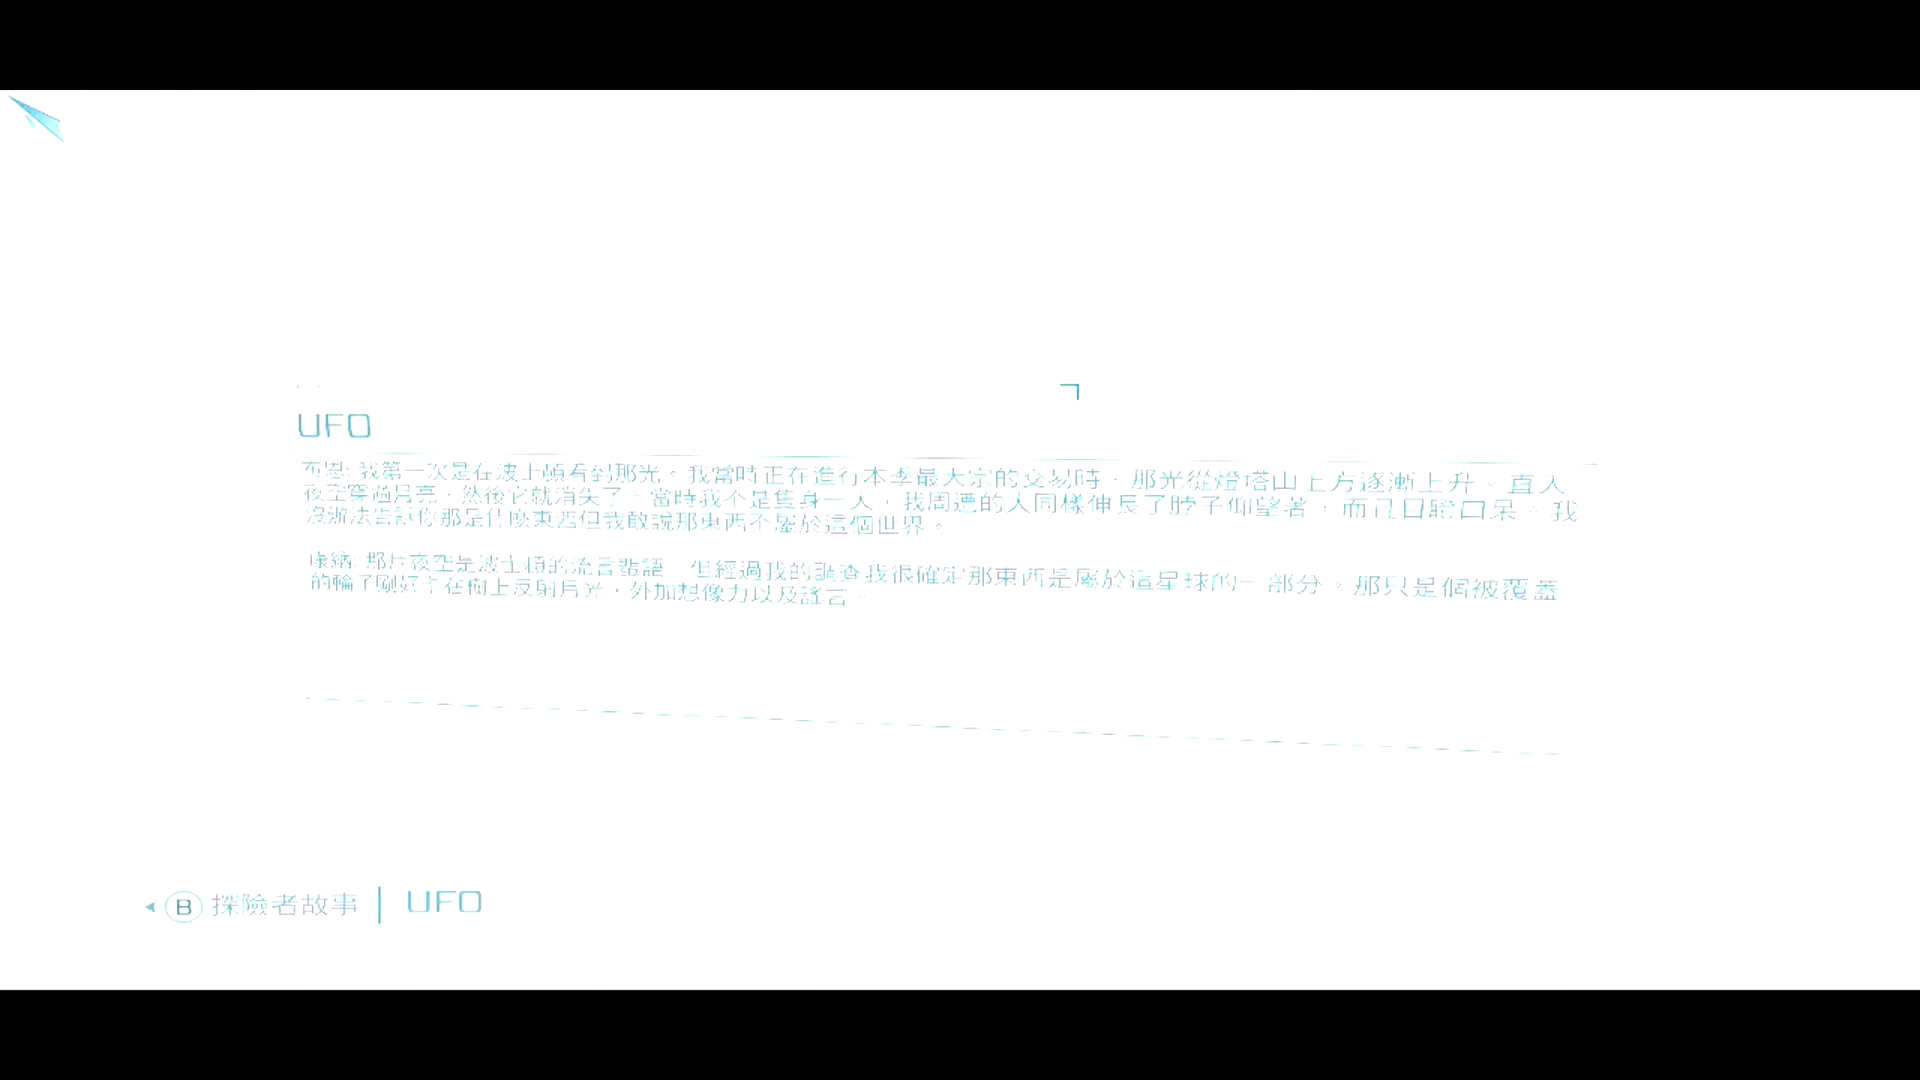 UFO
布恩: 我第一次是在波士頓看到那光。我當時正在進行本季最大宗的交易時，那光從燈塔山上方逐漸上升。直入
夜空穿過月亮，然後它就消失了。當時我不是隻身一人，我周遭的人同樣伸長了脖子仰望著，而且目瞪口呆。我
沒辦法告訴你那是什麼東西但我敢說那東西不屬於這個世界。
康納: 那片夜空是波士頓的流言蜚語，但經過我的調查我很確定那東西是屬於這星球的一部分。那只是個被覆蓋
的輪子剛好卡在樹上反射月光，外加想像力以及謠言。
B 探險者故事 | UFO